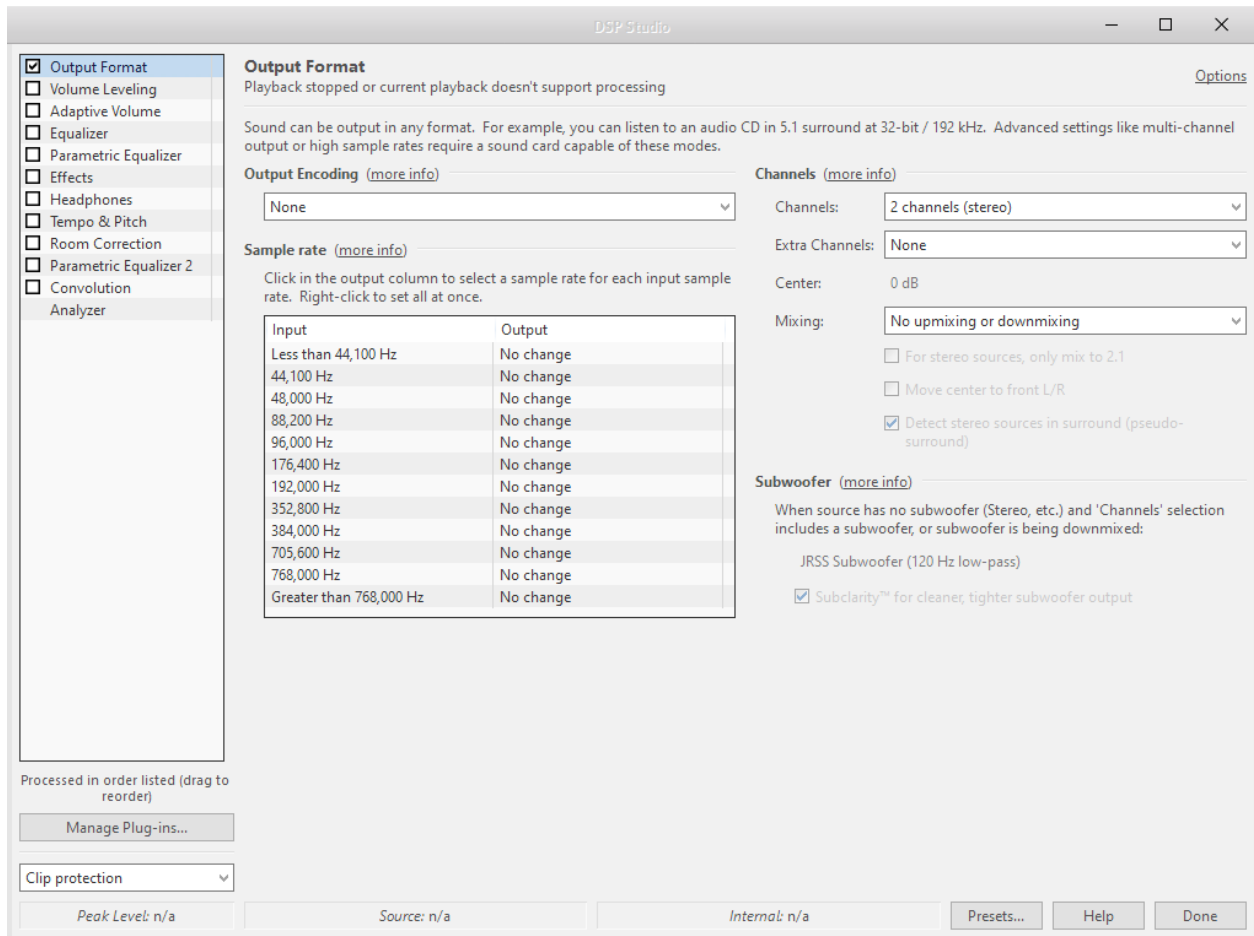 DSP Studio
Output Format
Volume Leveling
Adaptive Volume
Equalizer
Parametric Equalizer
Effects
Headphones
Tempo & Pitch
Room Correction
Parametric Equalizer 2
Convolution
Analyzer
Processed in order listed (drag to
reorder)
Manage Plug-ins...
Clip protection
Output Format
Playback stopped or current playback doesn't support processing
Options
Sound can be output in any format.  For example, you can listen to an audio CD in 5.1 surround at 32-bit / 192 kHz.  Advanced settings like multi-channel
output or high sample rates require a sound card capable of these modes.
Output Encoding (more info)
None
Sample rate (more info)
Click in the output column to select a sample rate for each input sample
rate.  Right-click to set all at once.
Input Output
Less than 44,100 Hz No change
44,100 Hz No change
48,000 Hz No change
88,200 Hz No change
96,000 Hz No change
176,400 Hz No change
192,000 Hz No change
352,800 Hz No change
384,000 Hz No change
705,600 Hz No change
768,000 Hz No change
Greater than 768,000 Hz No change
Channels (more info)
Channels: 2 channels (stereo)
Extra Channels: None
Center: 0 dB
Mixing: No upmixing or downmixing
For stereo sources, only mix to 2.1
Move center to front L/R
Detect stereo sources in surround (pseudo-
surround)
Subwoofer (more info)
When source has no subwoofer (Stereo, etc.) and 'Channels' selection
includes a subwoofer, or subwoofer is being downmixed:
JRSS Subwoofer (120 Hz low-pass)
Subclarity™ for cleaner, tighter subwoofer output
Peak Level: n/a Source: n/a Internal: n/a Presets... Help Done